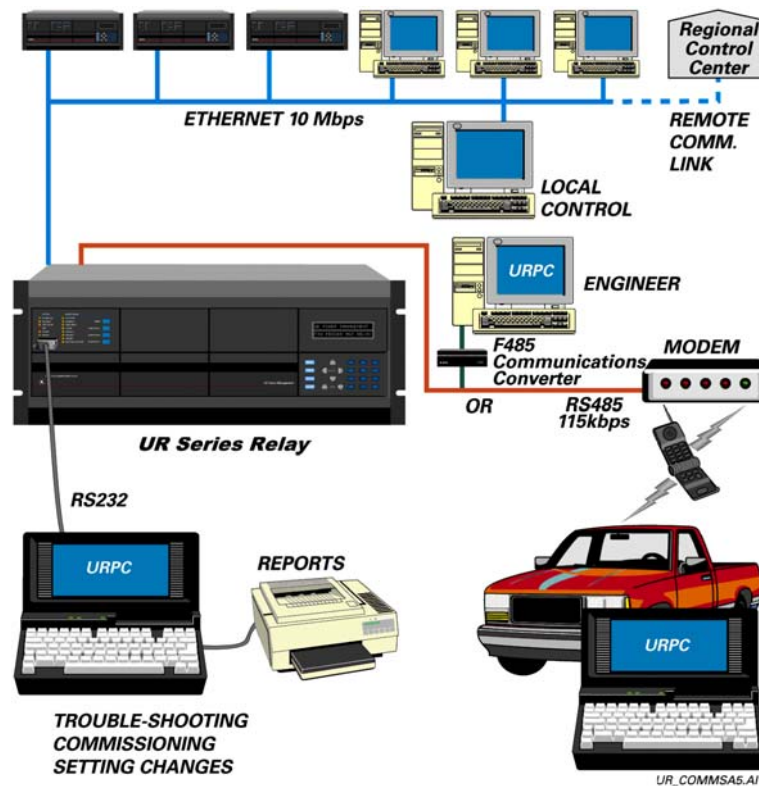 Regional
Control
Center
ETHERNET 10 Mbps
REMOTE
COMM.
LINK
LOCAL
CONTROL
URPC
ENGINEER
F485
Communications
Converter
MODEM
OR
RS485
115kbps
UR Series Relay
RS232
URPC
REPORTS
URPC
TROUBLE-SHOOTING
COMMISSIONING
SETTING CHANGES
UR_COMMSA5.AI